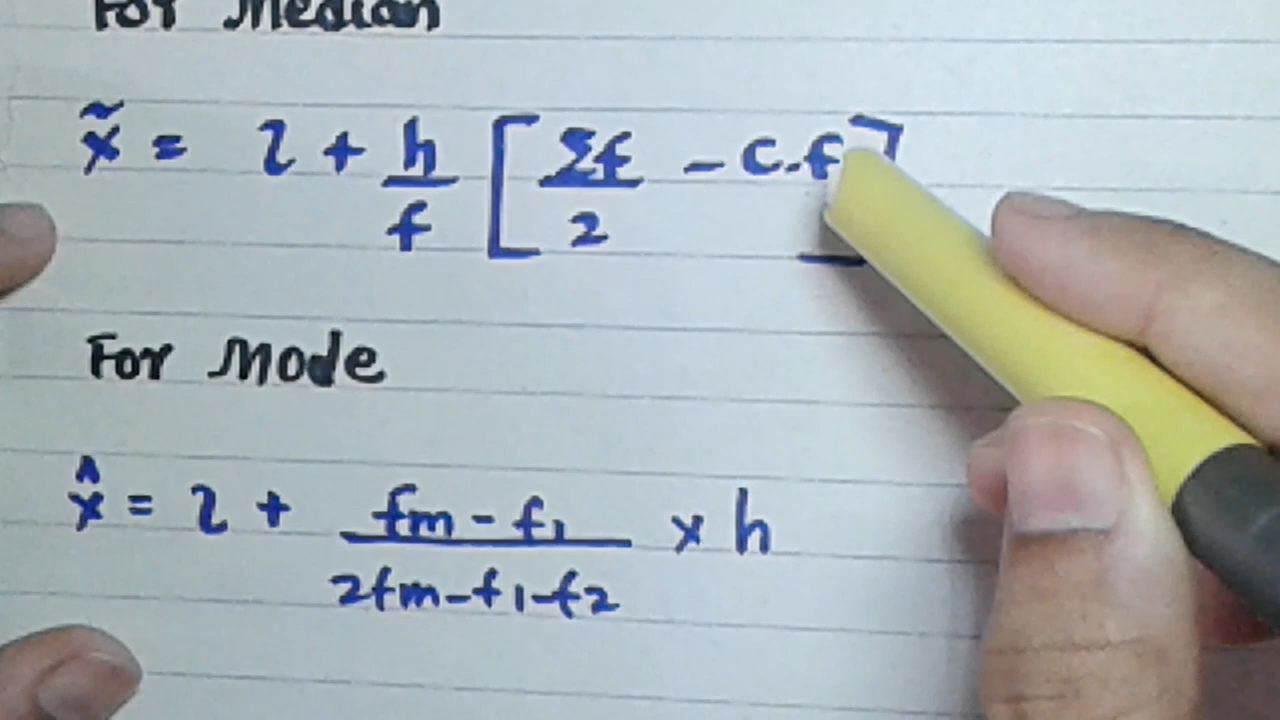 For Median
x̃ = l + h/f [Σf/2 - C.f]
For Mode
x̂ = l + fm - f1 / 2fm-f1-f2 × h